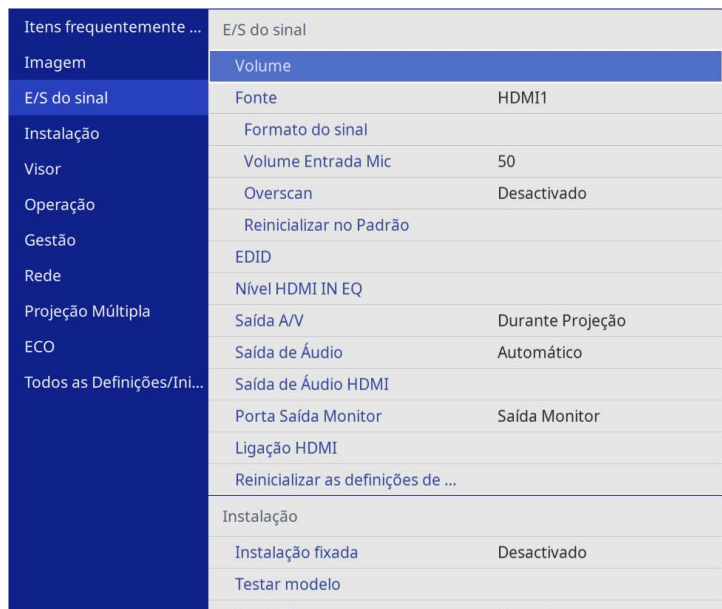 Itens frequentemente ...
Imagem
E/S do sinal
Instalação
Visor
Operação
Gestão
Rede
Projeção Múltipla
ECO
Todos as Definições/Ini...
E/S do sinal
Volume
Fonte HDMI1
Formato do sinal
Volume Entrada Mic 50
Overscan Desactivado
Reinicializar no Padrão
EDID
Nível HDMI IN EQ
Saída A/V Durante Projeção
Saída de Áudio Automático
Saída de Áudio HDMI
Porta Saída Monitor Saída Monitor
Ligação HDMI
Reinicializar as definições de ...
Instalação
Instalação fixada Desactivado
Testar modelo